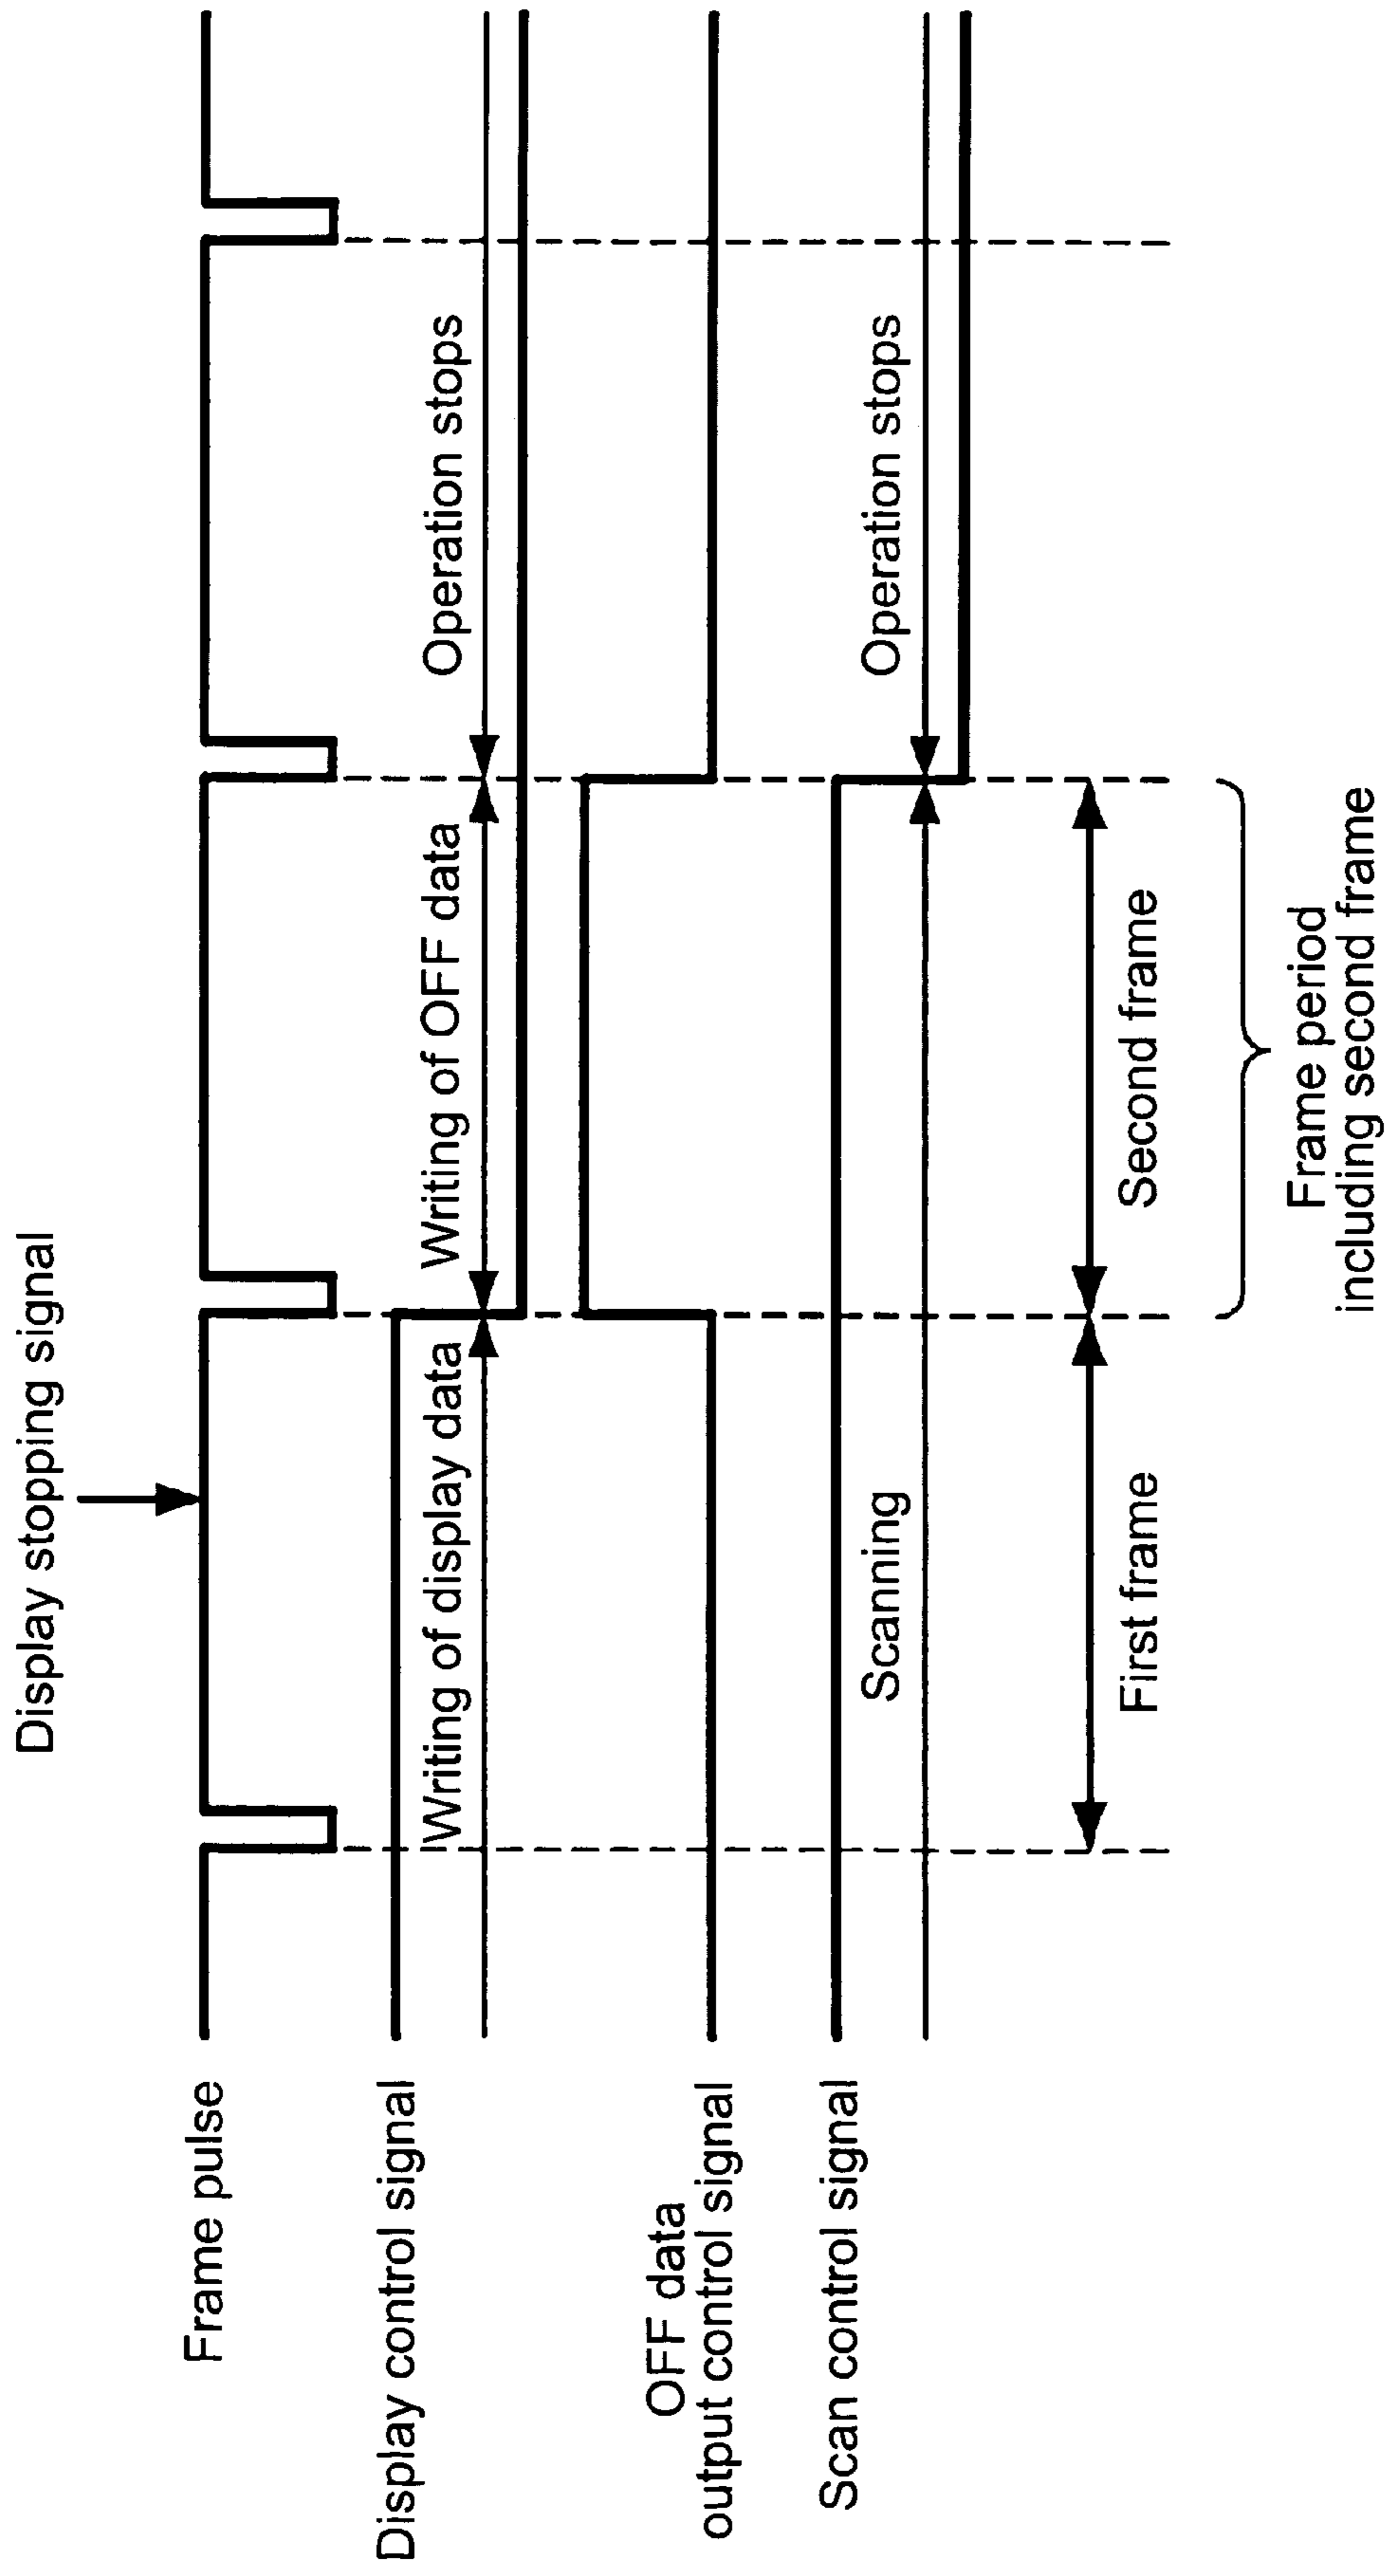 Display stopping signal
Frame pulse
Display control signal
Writing of display data
Writing of OFF data
Operation stops
OFF data
output control signal
Scan control signal
Scanning
Operation stops
First frame
Second frame
Frame period
including second frame